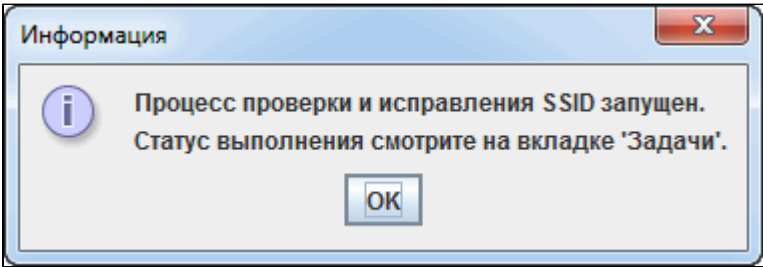 Информация
Процесс проверки и исправления SSID запущен.
Статус выполнения смотрите на вкладке 'Задачи'.
OK